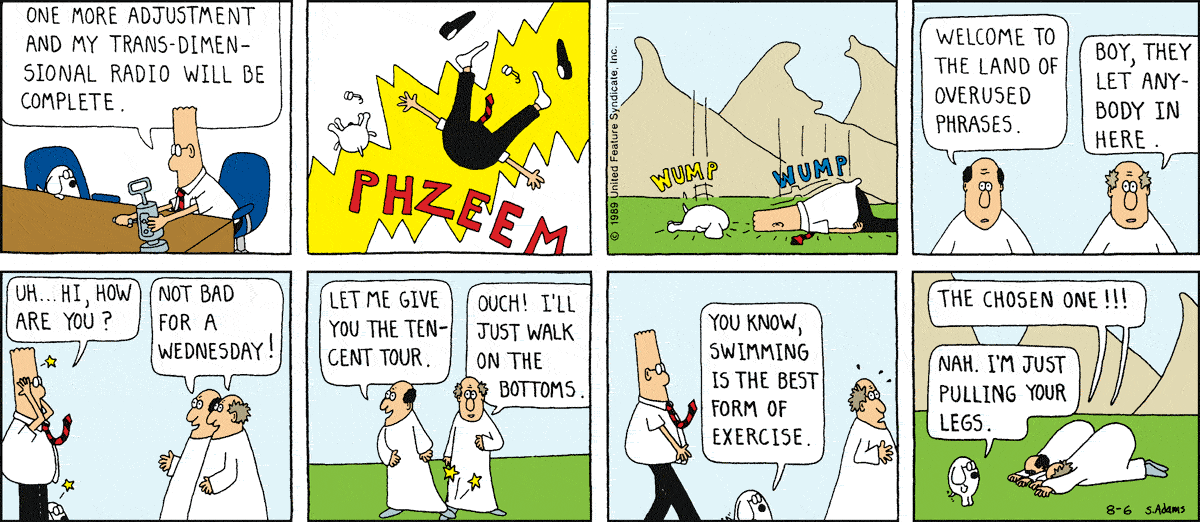 ONE MORE ADJUSTMENT
AND MY TRANS-DIMEN-
SIONAL RADIO WILL BE
COMPLETE.
PHZEEM
© 1989 United Feature Syndicate, Inc.
WUMP
WUMP
WELCOME TO
THE LAND OF
OVERUSED
PHRASES.
BOY, THEY
LET ANY-
BODY IN
HERE.
UH... HI, HOW
ARE YOU?
NOT BAD
FOR A
WEDNESDAY!
LET ME GIVE
YOU THE TEN-
CENT TOUR.
OUCH! I'LL
JUST WALK
ON THE
BOTTOMS.
YOU KNOW,
SWIMMING
IS THE BEST
FORM OF
EXERCISE.
THE CHOSEN ONE!!!
NAH. I'M JUST
PULLING YOUR
LEGS.
8-6 S.Adams